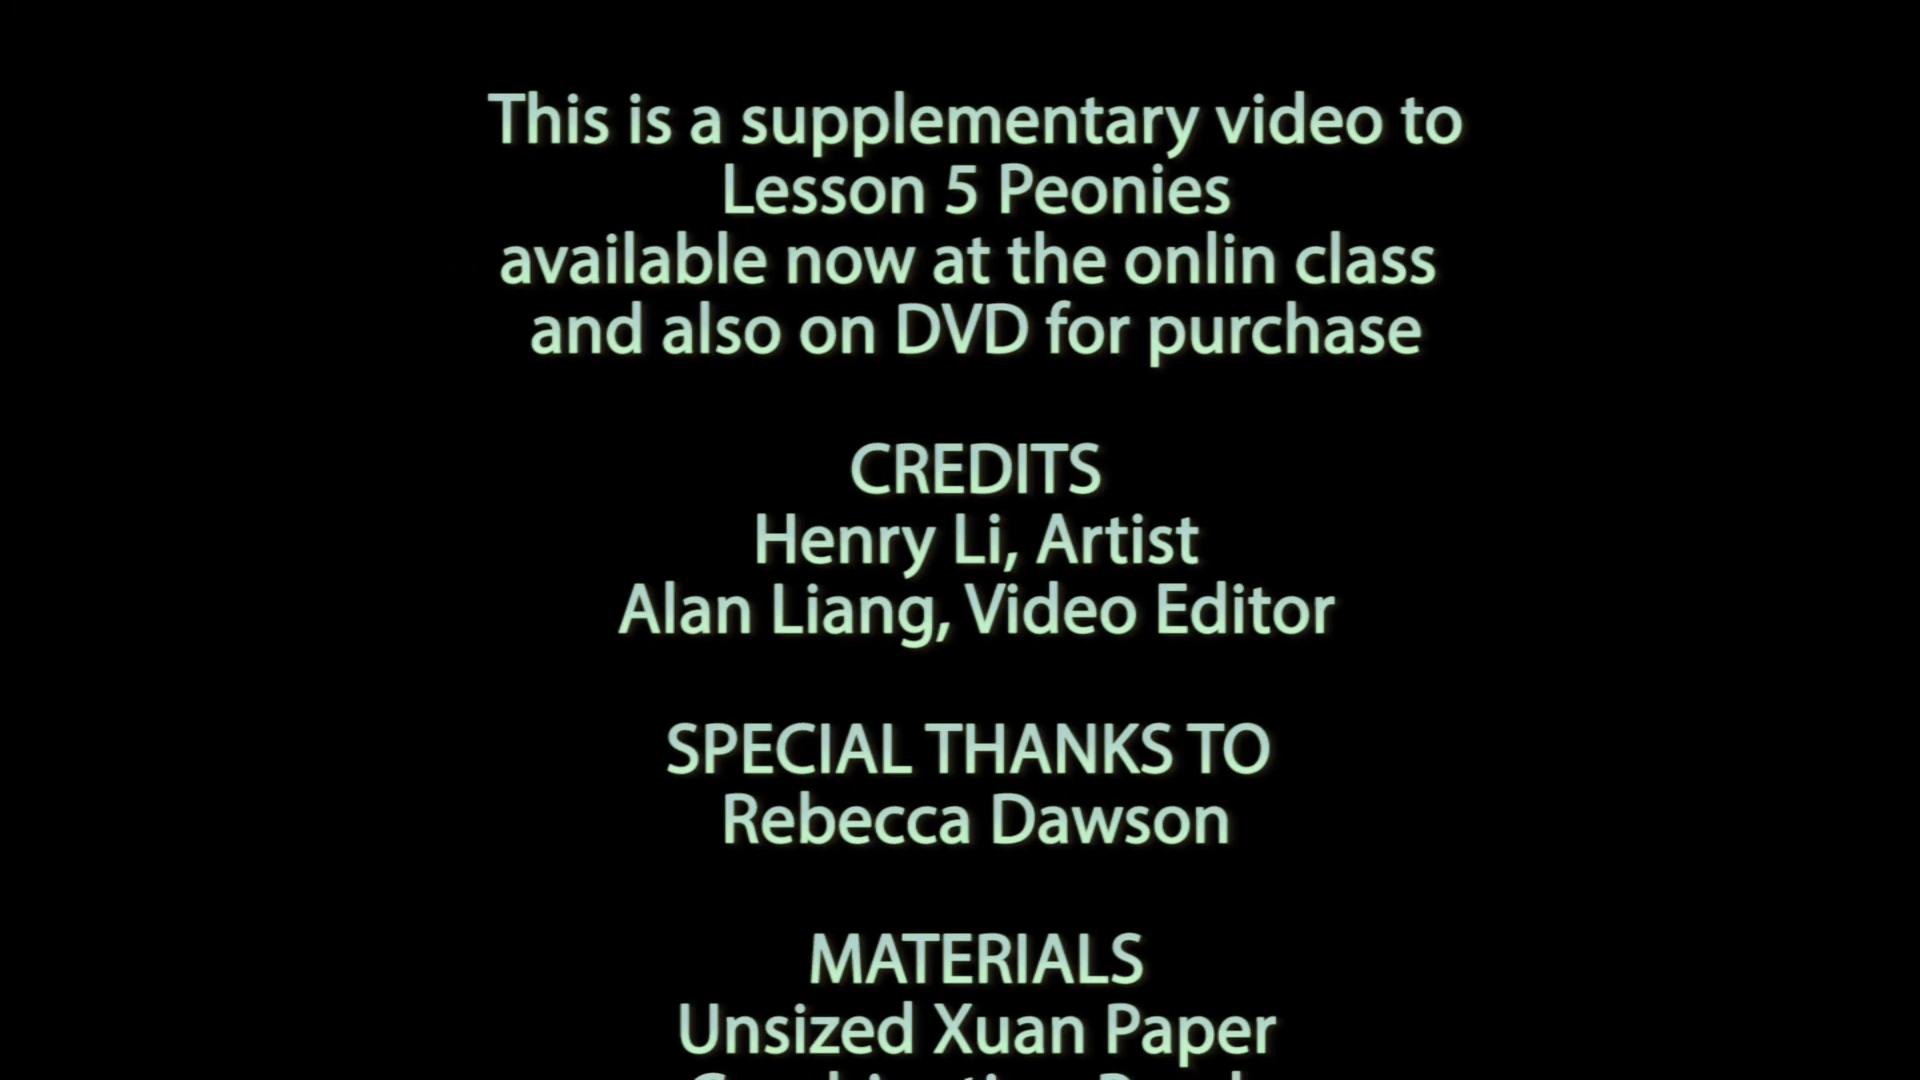 This is a supplementary video to
Lesson 5 Peonies
available now at the onlin class
and also on DVD for purchase
CREDITS
Henry Li, Artist
Alan Liang, Video Editor
SPECIAL THANKS TO
Rebecca Dawson
MATERIALS
Unsized Xuan Paper